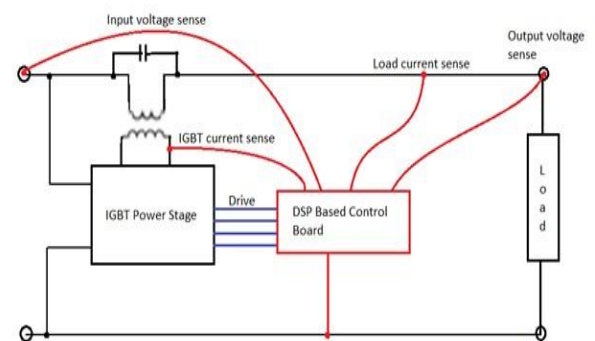 Input voltage sense
Output voltage
sense
Load current sense
IGBT current sense
IGBT Power Stage
Drive
DSP Based Control
Board
L
o
a
d